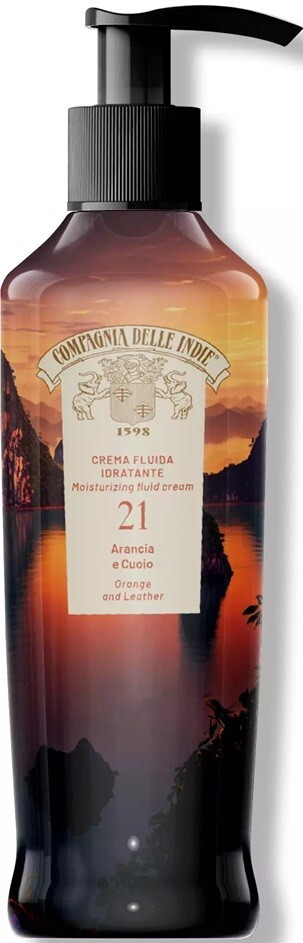 COMPAGNIA DELLE INDIE®
1598
CREMA FLUIDA
IDRATANTE
Moisturizing fluid cream
21
Arancia
e Cuoio
Orange
and Leather